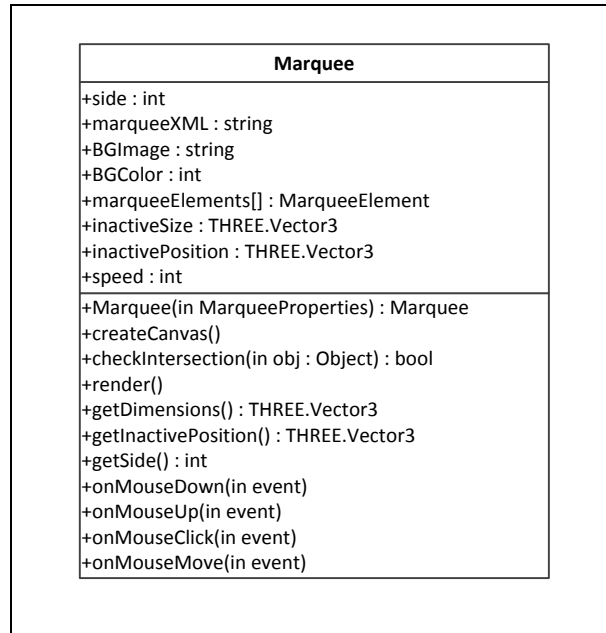 Marquee
+side : int
+marqueeXML : string
+BGImage : string
+BGColor : int
+marqueeElements[] : MarqueeElement
+inactiveSize : THREE.Vector3
+inactivePosition : THREE.Vector3
+speed : int
+Marquee(in MarqueeProperties) : Marquee
+createCanvas()
+checkIntersection(in obj : Object) : bool
+render()
+getDimensions() : THREE.Vector3
+getInactivePosition() : THREE.Vector3
+getSide() : int
+onMouseDown(in event)
+onMouseUp(in event)
+onMouseClick(in event)
+onMouseMove(in event)